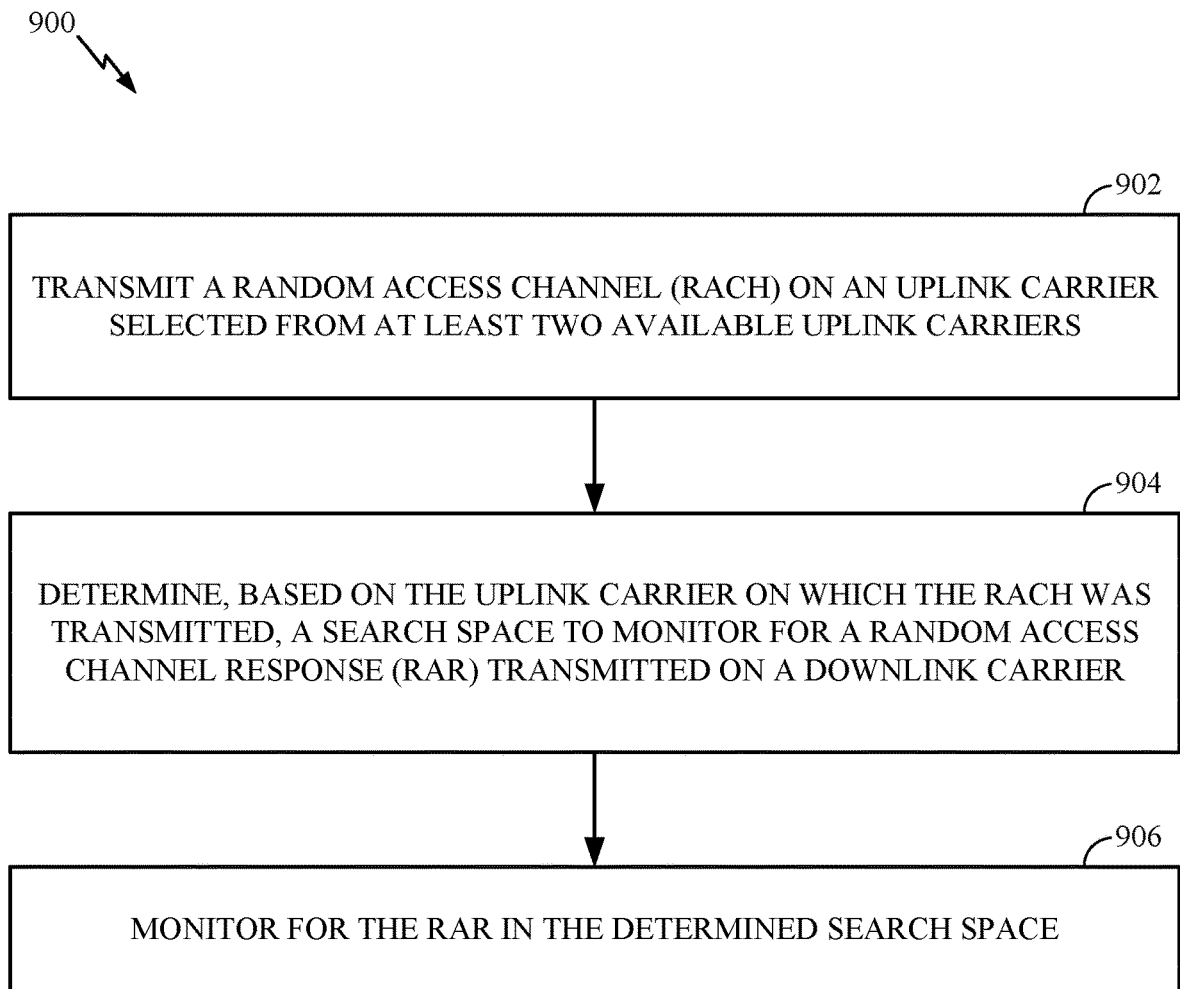 900
902
TRANSMIT A RANDOM ACCESS CHANNEL (RACH) ON AN UPLINK CARRIER
SELECTED FROM AT LEAST TWO AVAILABLE UPLINK CARRIERS
904
DETERMINE, BASED ON THE UPLINK CARRIER ON WHICH THE RACH WAS
TRANSMITTED, A SEARCH SPACE TO MONITOR FOR A RANDOM ACCESS
CHANNEL RESPONSE (RAR) TRANSMITTED ON A DOWNLINK CARRIER
906
MONITOR FOR THE RAR IN THE DETERMINED SEARCH SPACE